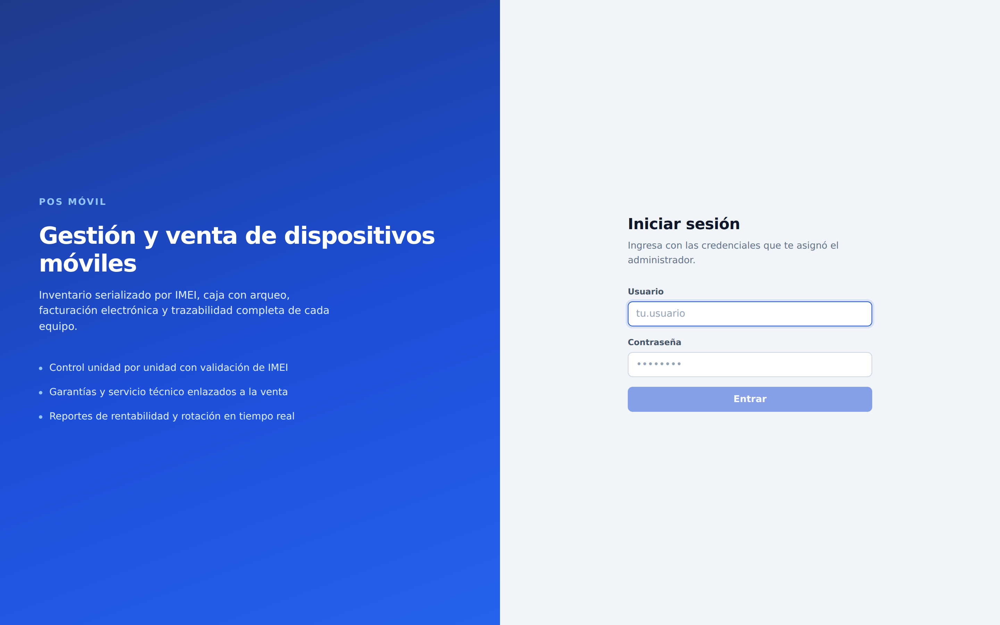 POS MÓVIL
Gestión y venta de dispositivos
móviles
Inventario serializado por IMEI, caja con arqueo,
facturación electrónica y trazabilidad completa de cada
equipo.
Control unidad por unidad con validación de IMEI
Garantías y servicio técnico enlazados a la venta
Reportes de rentabilidad y rotación en tiempo real
Iniciar sesión
Ingresa con las credenciales que te asignó el
administrador.
Usuario
tu.usuario
Contraseña
••••••••
Entrar